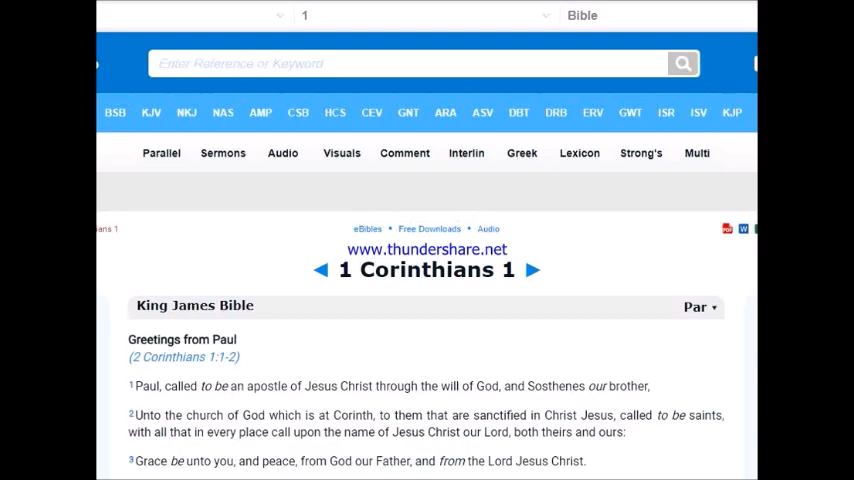 1 Bible
Enter Reference or Keyword
BSB KJV NKJ NAS AMP CSB HCS CEV GNT ARA ASV DBT DRB ERV GWT ISR ISV KJP
Parallel Sermons Audio Visuals Comment Interlin Greek Lexicon Strong's Multi
ians 1 eBibles • Free Downloads • Audio PDF W
www.thundershare.net
◄ 1 Corinthians 1 ►
King James Bible Par ▾
Greetings from Paul
(2 Corinthians 1:1-2)
1Paul, called to be an apostle of Jesus Christ through the will of God, and Sosthenes our brother,
2Unto the church of God which is at Corinth, to them that are sanctified in Christ Jesus, called to be saints,
with all that in every place call upon the name of Jesus Christ our Lord, both theirs and ours:
3Grace be unto you, and peace, from God our Father, and from the Lord Jesus Christ.